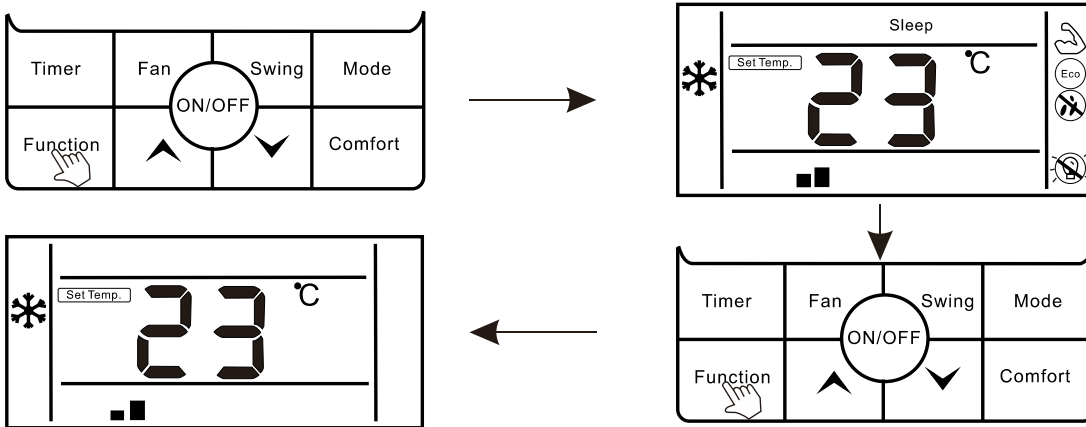 Timer Fan Swing Mode
ON/OFF
Function Comfort
Sleep
Set Temp. 23 °C
Eco
Set Temp. 23 °C
Timer Fan Swing Mode
ON/OFF
Function Comfort